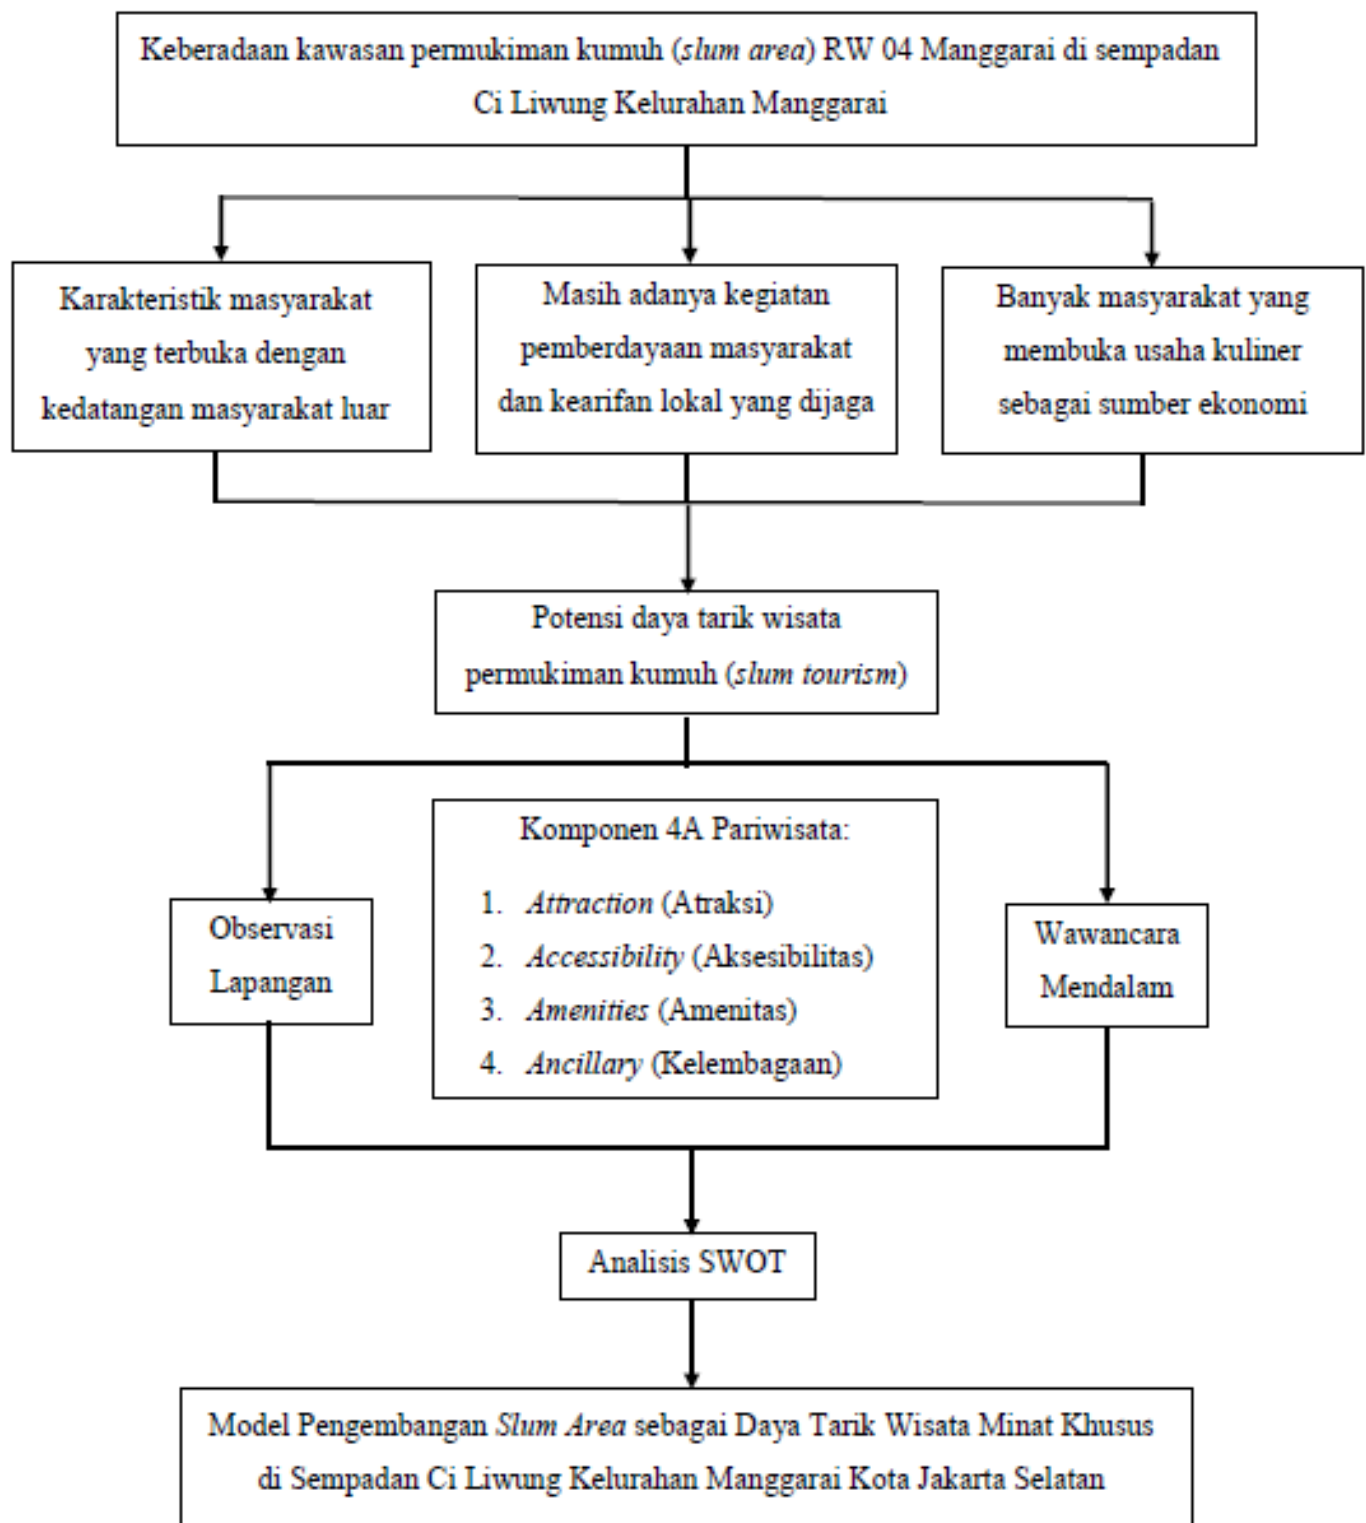 Keberadaan kawasan permukiman kumuh (slum area) RW 04 Manggarai di sempadan
Ci Liwung Kelurahan Manggarai
Karakteristik masyarakat
yang terbuka dengan
kedatangan masyarakat luar
Masih adanya kegiatan
pemberdayaan masyarakat
dan kearifan lokal yang dijaga
Banyak masyarakat yang
membuka usaha kuliner
sebagai sumber ekonomi
Potensi daya tarik wisata
permukiman kumuh (slum tourism)
Observasi
Lapangan
Komponen 4A Pariwisata:
1. Attraction (Atraksi)
2. Accessibility (Aksesibilitas)
3. Amenities (Amenitas)
4. Ancillary (Kelembagaan)
Wawancara
Mendalam
Analisis SWOT
Model Pengembangan Slum Area sebagai Daya Tarik Wisata Minat Khusus
di Sempadan Ci Liwung Kelurahan Manggarai Kota Jakarta Selatan